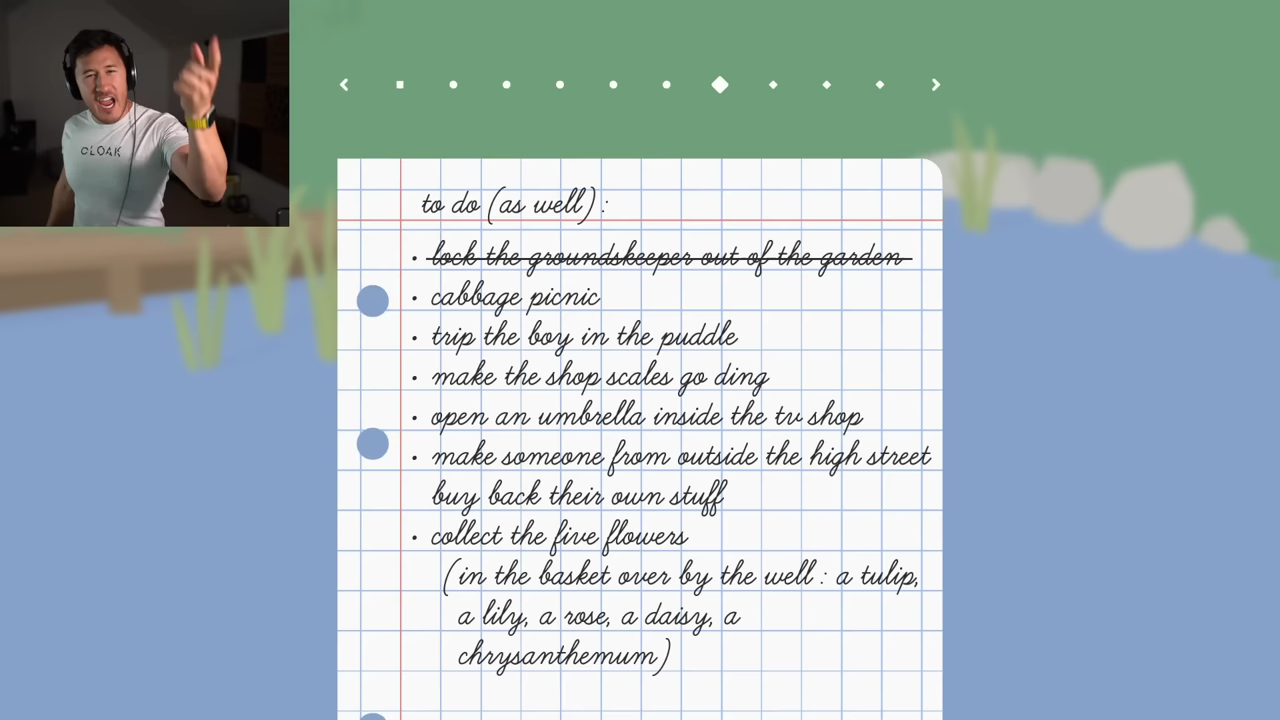 CLOAK
to do (as well) :
• lock the groundskeeper out of the garden
• cabbage picnic
• trip the boy in the puddle
• make the shop scales go ding
• open an umbrella inside the tv shop
• make someone from outside the high street
buy back their own stuff
• collect the five flowers
(in the basket over by the well : a tulip,
a lily, a rose, a daisy, a
chrysanthemum)